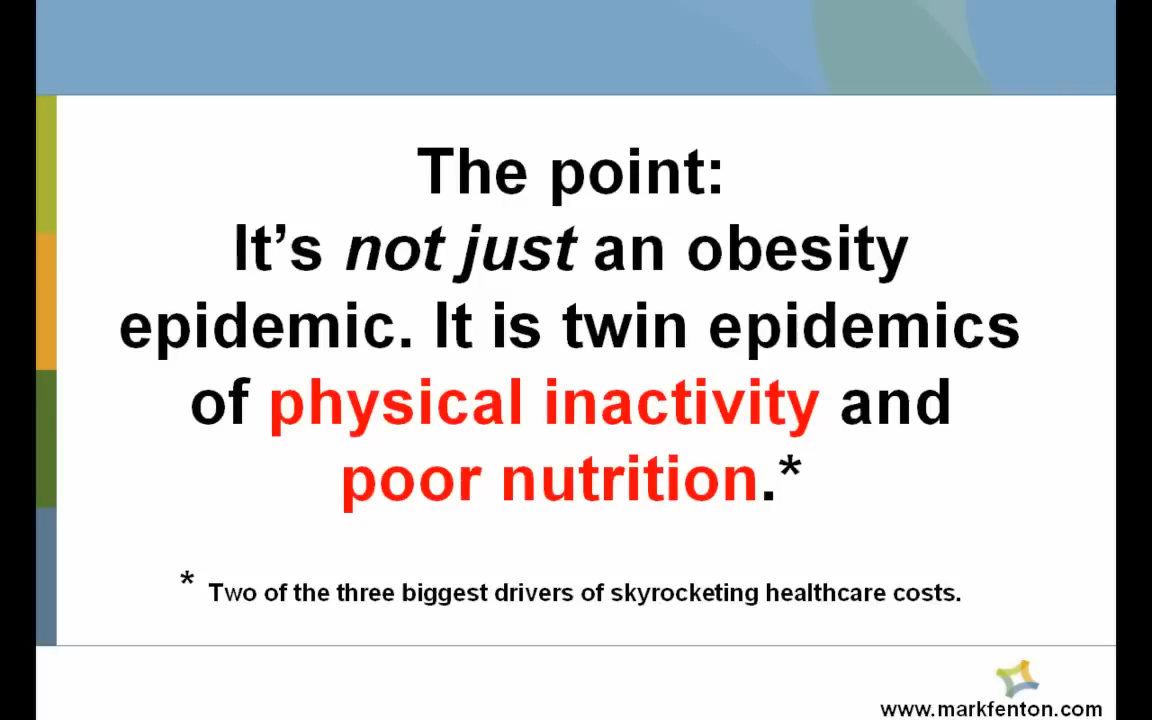 The point:
It’s not just an obesity
epidemic. It is twin epidemics
of physical inactivity and
poor nutrition.*
* Two of the three biggest drivers of skyrocketing healthcare costs.
www.markfenton.com